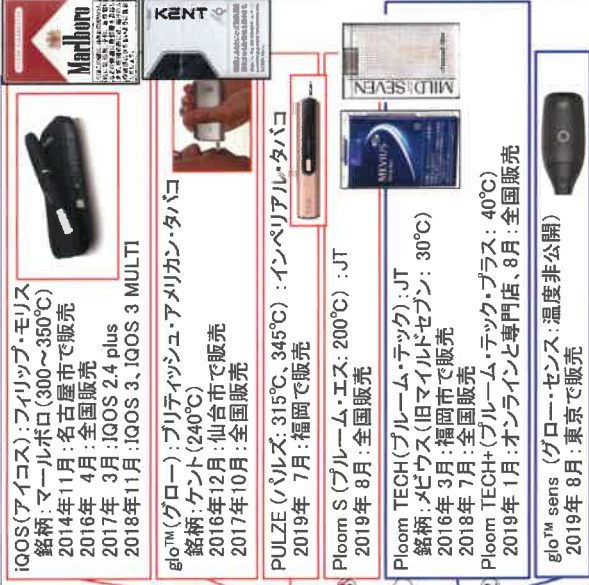 iQOS(アイコス):フィリップ・モリス
銘柄:マールボロ(300～350℃)
2014年11月:名古屋市で販売
2016年 4月:全国販売
2017年 3月:IQOS 2.4 plus
2018年11月:IQOS 3、IQOS 3 MULTI
Marlboro
glo™(グロー):ブリティッシュ・アメリカン・タバコ
銘柄:ケント(240℃)
2016年12月:仙台市で販売
2017年10月:全国販売
KENT
PULZE(パルズ、315℃、345℃):インペリアル・タバコ
2019年 7月:福岡で販売
Ploom S(プルーム・エス:200℃):JT
2019年 8月:全国販売
MILD SEVEN
Ploom TECH(プルーム・テック):JT
銘柄:メビウス(旧マイルドセブン:30℃)
2016年 3月:福岡市で販売
2018年 7月:全国販売
MEVIUS
Ploom TECH+(プルーム・テック・プラス:40℃)
2019年 1月:オンラインと専門店、8月:全国販売
glo™ sens(グロー・センス:温度非公開)
2019年 8月:東京で販売